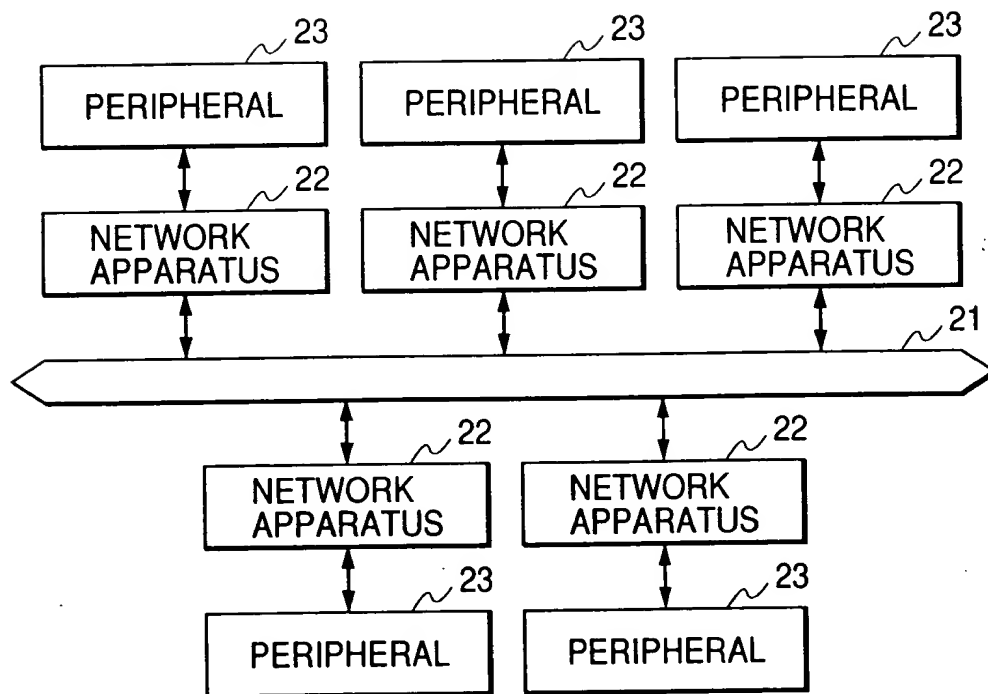 23 23 23
PERIPHERAL PERIPHERAL PERIPHERAL
22 22 22
NETWORK APPARATUS
NETWORK APPARATUS
NETWORK APPARATUS
21
22 22
NETWORK APPARATUS
NETWORK APPARATUS
23 23
PERIPHERAL PERIPHERAL